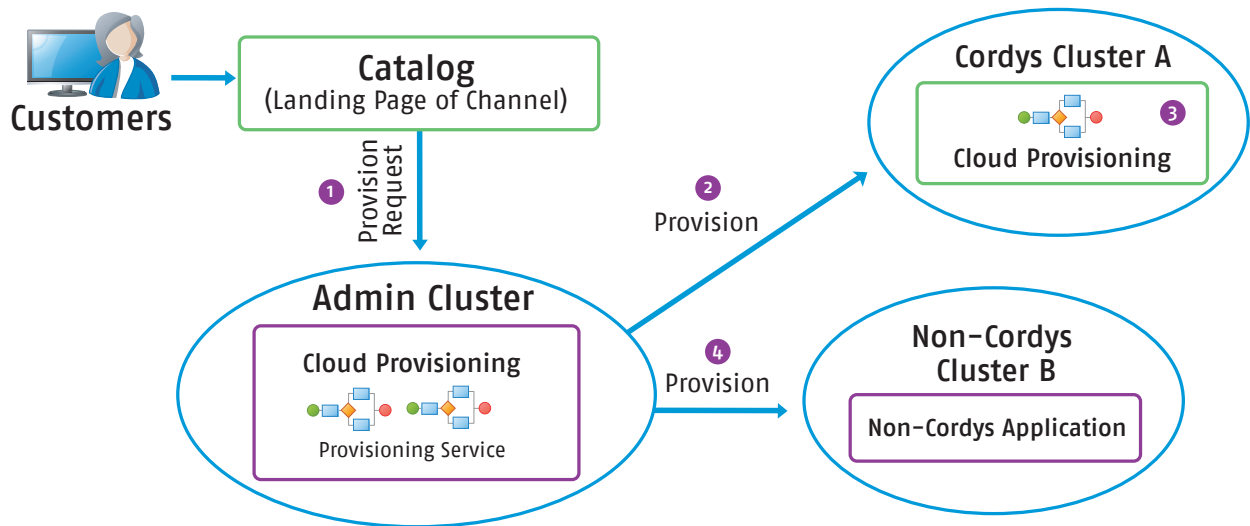 Customers
Catalog
(Landing Page of Channel)
1
Provision
Request
Admin Cluster
Cloud Provisioning
Provisioning Service
2
Provision
Cordys Cluster A
3
Cloud Provisioning
4
Provision
Non-Cordys
Cluster B
Non-Cordys Application